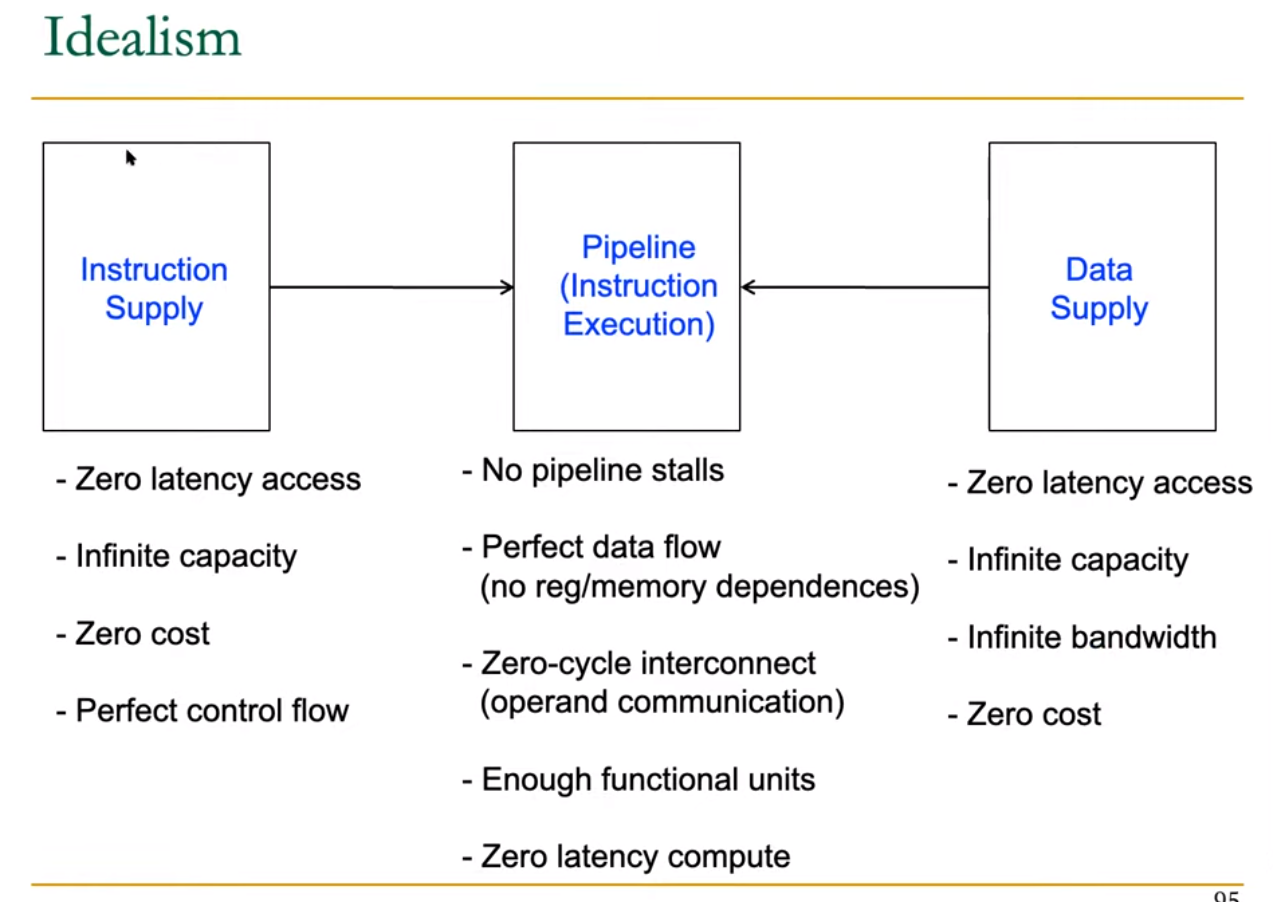 Idealism
Instruction
Supply
Pipeline
(Instruction
Execution)
Data
Supply
- Zero latency access
- Infinite capacity
- Zero cost
- Perfect control flow
- No pipeline stalls
- Perfect data flow
(no reg/memory dependences)
- Zero-cycle interconnect
(operand communication)
- Enough functional units
- Zero latency compute
- Zero latency access
- Infinite capacity
- Infinite bandwidth
- Zero cost
95